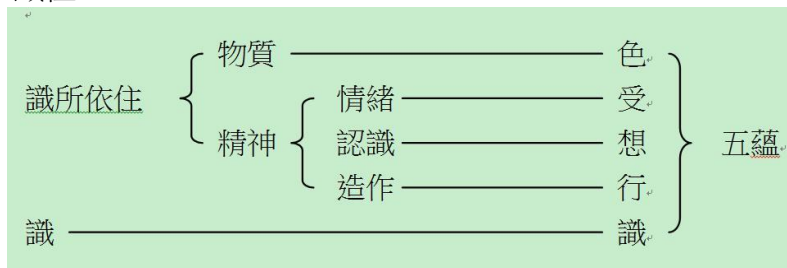 物質 色
識所依住 情緒 受
精神 認識 想 五蘊
造作 行
識 識